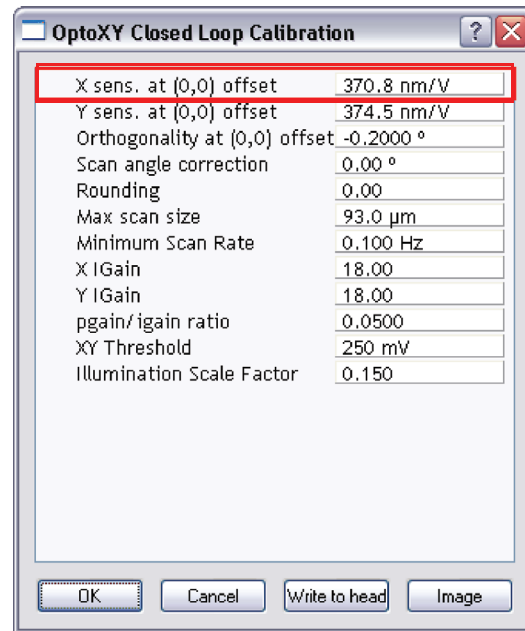 OptoXY Closed Loop Calibration ?
X sens. at (0,0) offset 370.8 nm/V
Y sens. at (0,0) offset 374.5 nm/V
Orthogonality at (0,0) offset -0.2000 º
Scan angle correction 0.00 º
Rounding 0.00
Max scan size 93.0 µm
Minimum Scan Rate 0.100 Hz
X IGain 18.00
Y IGain 18.00
pgain/igain ratio 0.0500
XY Threshold 250 mV
Illumination Scale Factor 0.150
OK Cancel Write to head Image